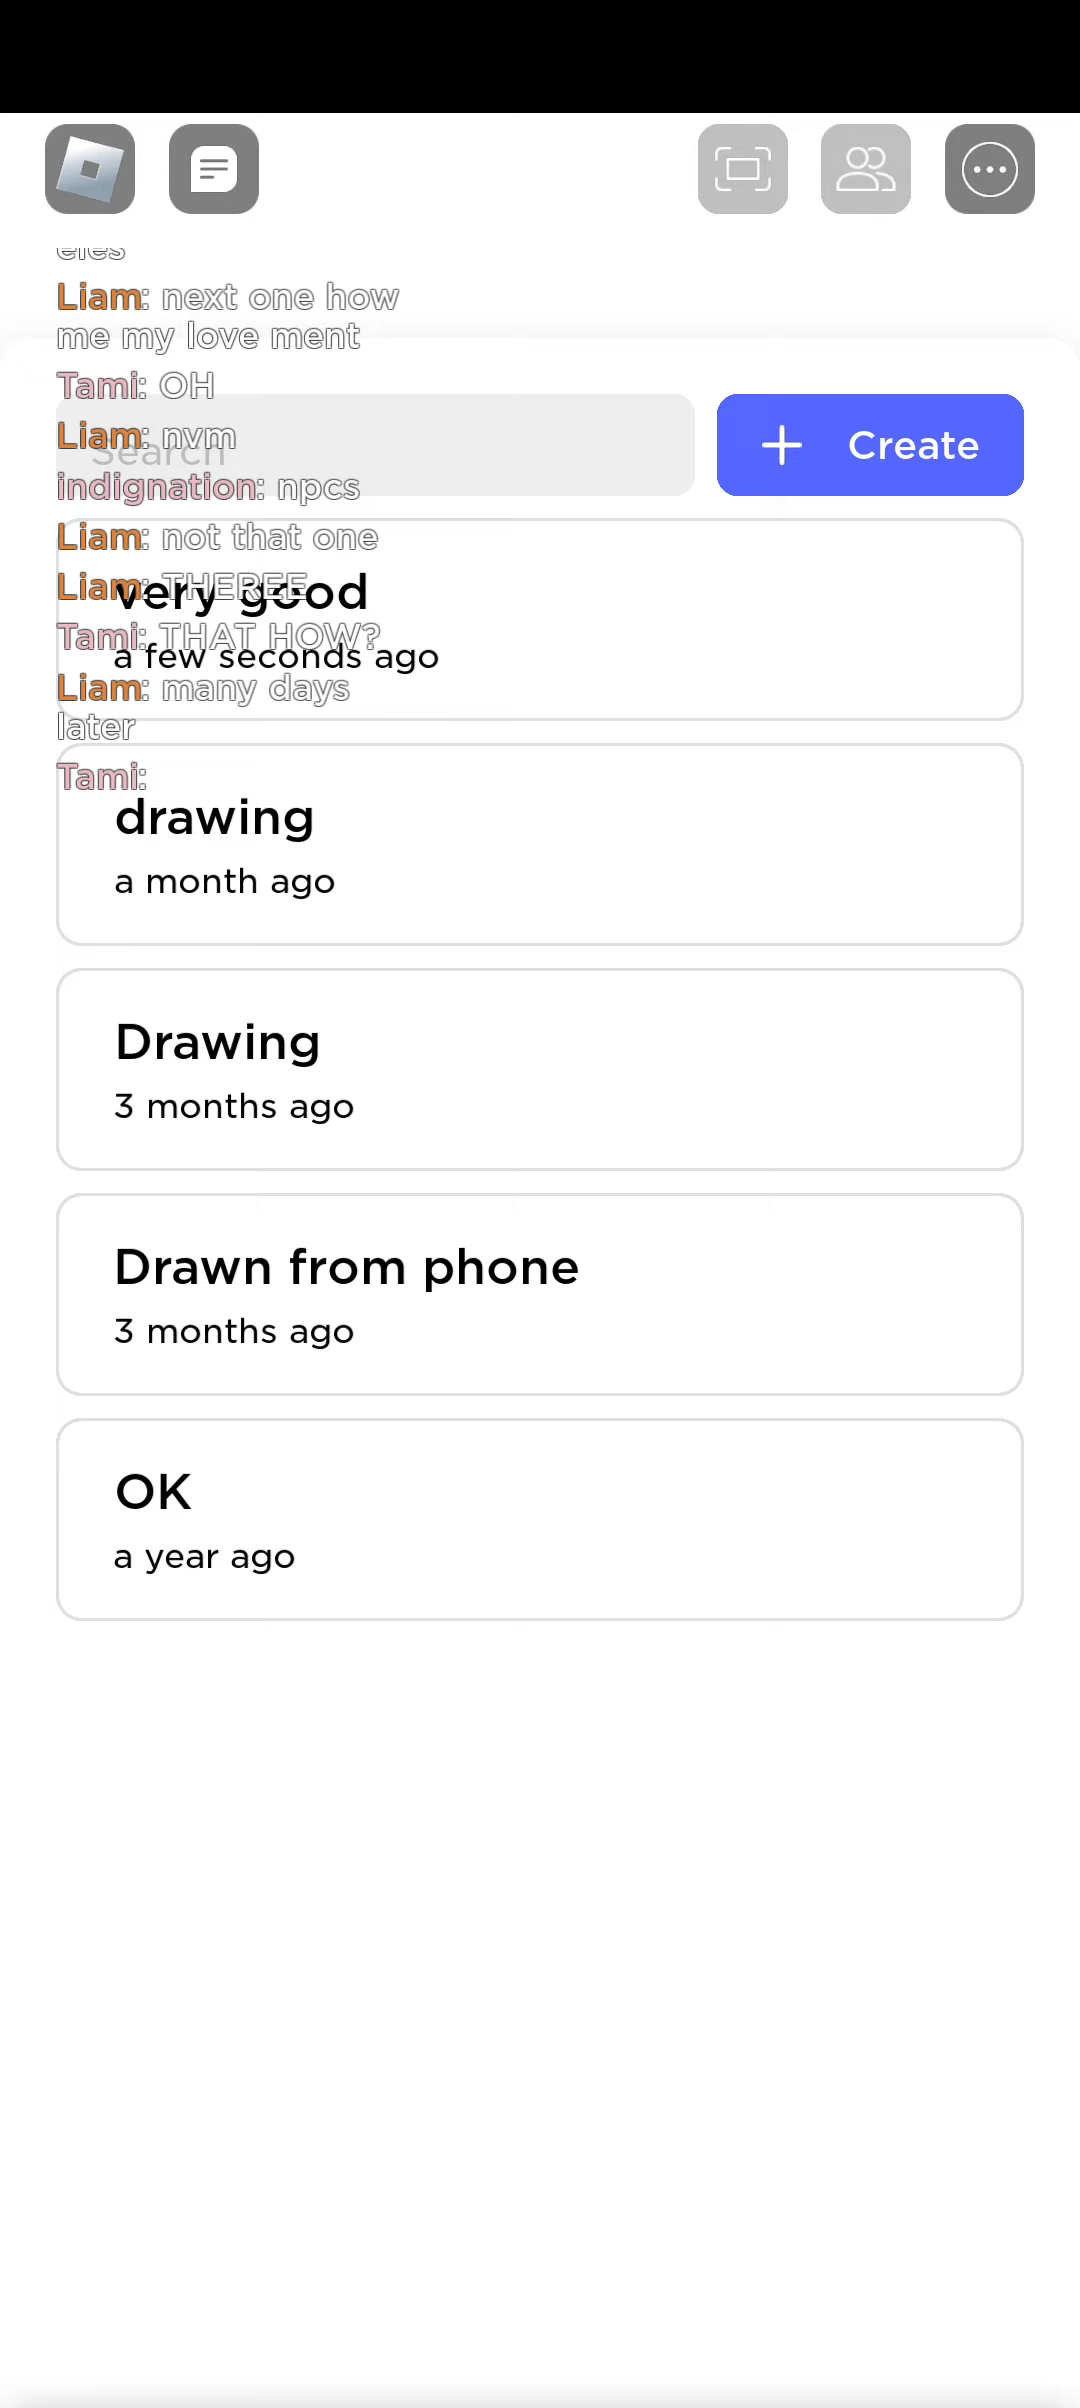 eles
Liam: next one how
me my love ment
Tami: OH
Search
Create
Liam: nvm
indignation: npcs
Liam: not that one
Liam: THEREE
very good
Tami: THAT HOW?
a few seconds ago
Liam: many days
later
Tami:
drawing
a month ago
Drawing
3 months ago
Drawn from phone
3 months ago
OK
a year ago